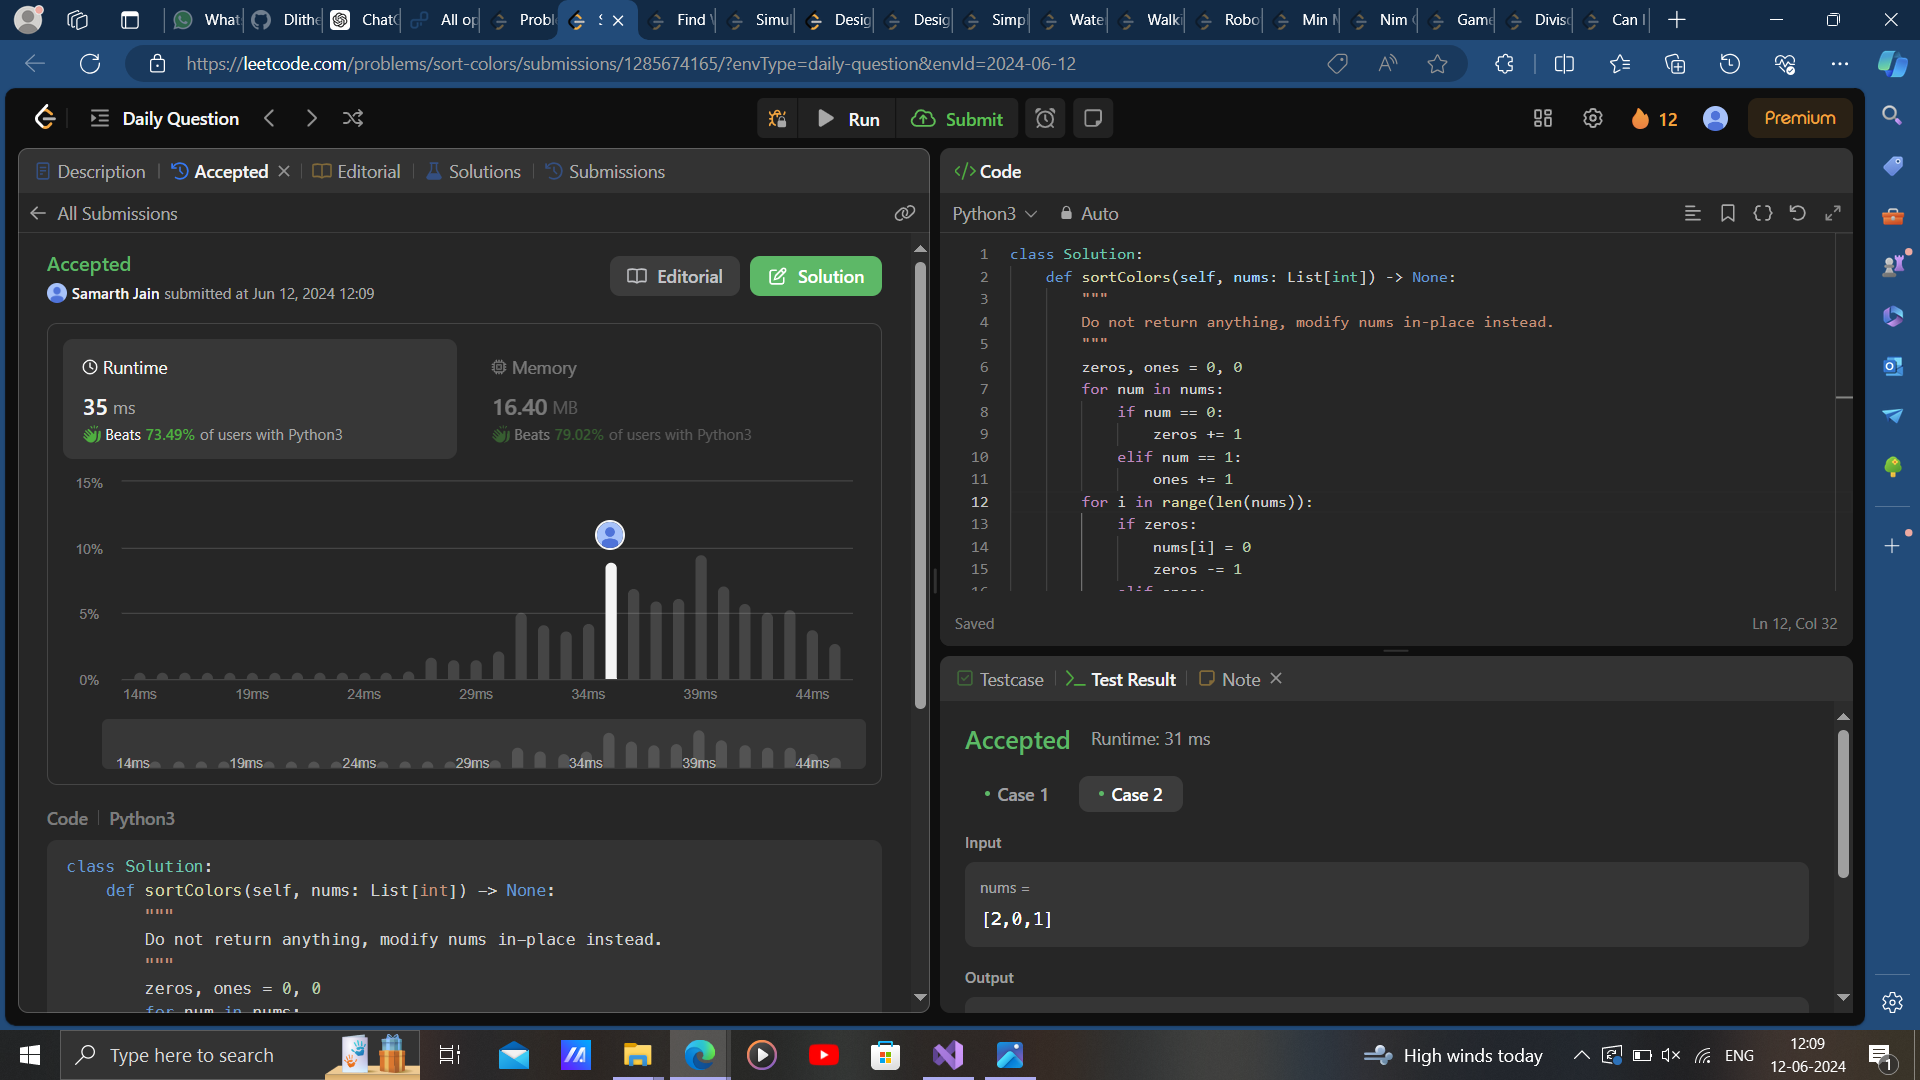 What
Dlithe
ChatG
All op
Proble
S
Find
Simul
Desig
Desig
Simp
Wate
Walki
Robo
Min M
Nim
Game
Diviso
Can I
https://leetcode.com/problems/sort-colors/submissions/1285674165/?envType=daily-question&envId=2024-06-12
Daily Question
Run
Submit
12
Premium
Description
Accepted
Editorial
Solutions
Submissions
All Submissions
Accepted
Samarth Jain submitted at Jun 12, 2024 12:09
Editorial
Solution
Runtime
35 ms
Beats 73.49% of users with Python3
Memory
16.40 MB
Beats 79.02% of users with Python3
15%
10%
5%
0%
14ms 19ms 24ms 29ms 34ms 39ms 44ms
14ms 19ms 24ms 29ms 34ms 39ms 44ms
Code | Python3
class Solution:
def sortColors(self, nums: List[int]) -> None:
"""
Do not return anything, modify nums in-place instead.
"""
zeros, ones = 0, 0
for num in nums:
</> Code
Python3
Auto
1 class Solution:
2 def sortColors(self, nums: List[int]) -> None:
3 """
4 Do not return anything, modify nums in-place instead.
5 """
6 zeros, ones = 0, 0
7 for num in nums:
8 if num == 0:
9 zeros += 1
10 elif num == 1:
11 ones += 1
12 for i in range(len(nums)):
13 if zeros:
14 nums[i] = 0
15 zeros -= 1
16 elif ones:
Saved
Ln 12, Col 32
Testcase
Test Result
Note
Accepted Runtime: 31 ms
Case 1
Case 2
Input
nums =
[2,0,1]
Output
Type here to search
High winds today
ENG
12:09
12-06-2024
1